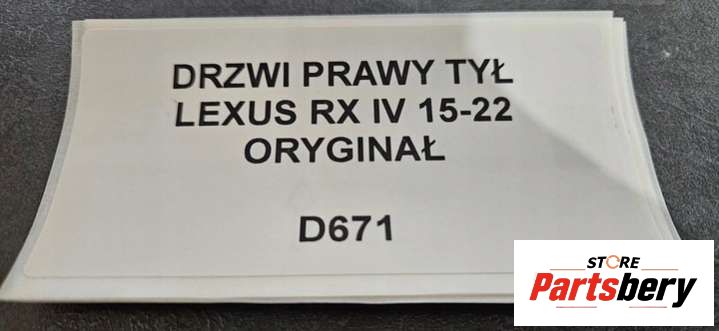 DRZWI PRAWY TYŁ
LEXUS RX IV 15-22
ORYGINAŁ
D671
STORE
Partsbery